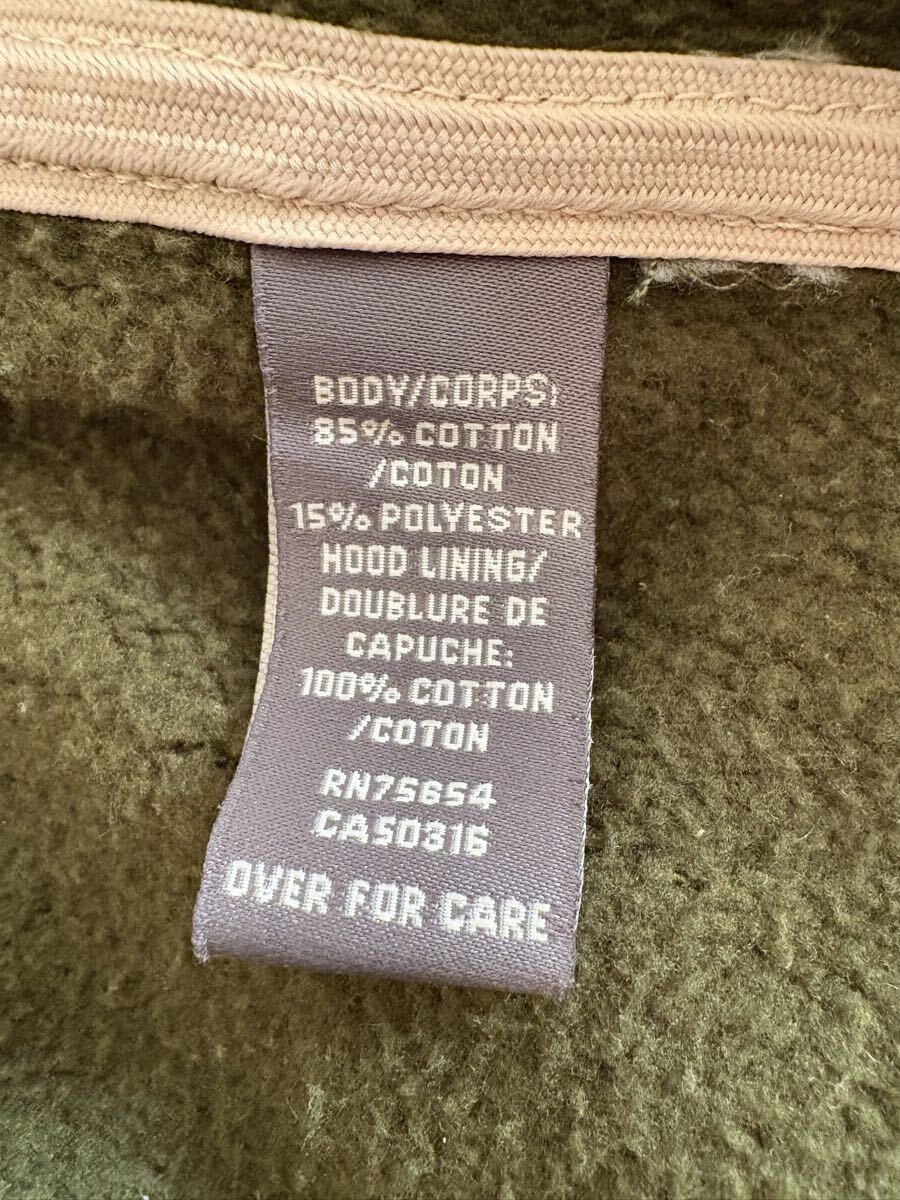 BODY/CORPS:
85% COTTON
/COTON
15% POLYESTER
HOOD LINING/
DOUBLURE DE
CAPUCHE:
100% COTTON
/COTON
RN75654
CA50316
OVER FOR CARE